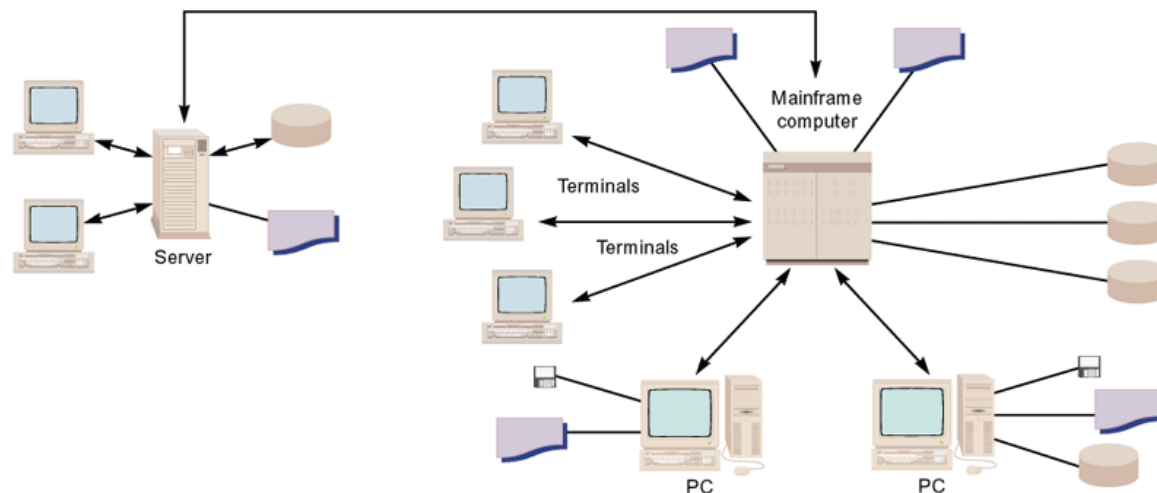 Mainframe
computer
Terminals
Terminals
Server
PC
PC